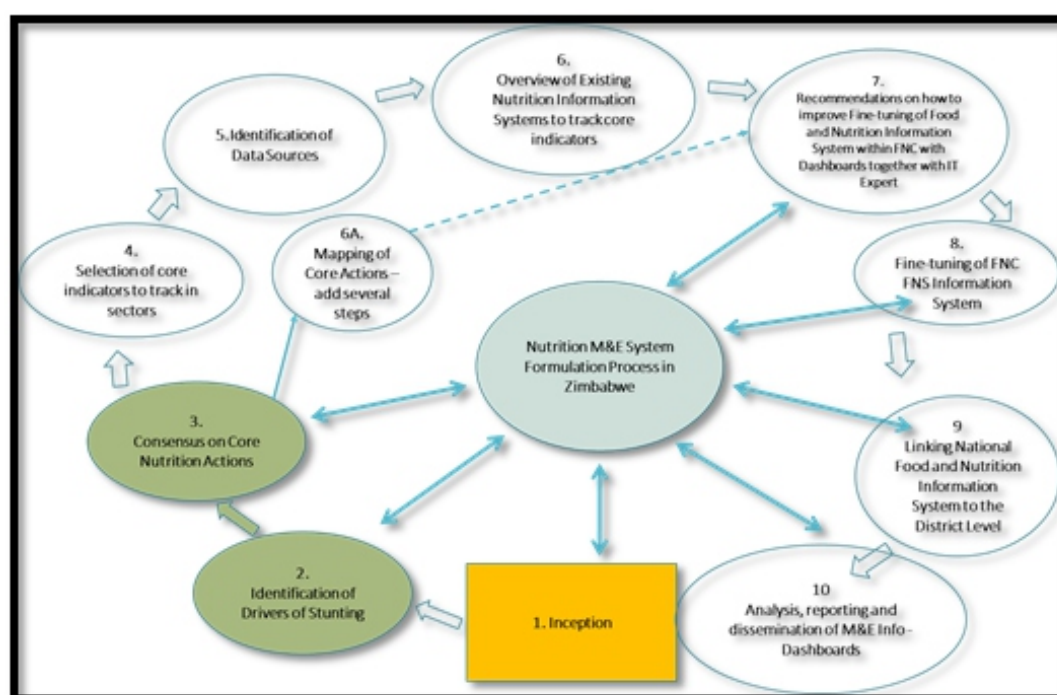 6.
Overview of Existing
Nutrition Information
Systems to track core
indicators
7.
Recommendations on how to
improve Fine-tuning of Food
and Nutrition Information
System within FNC with
Dashboards together with IT
Expert
5. Identification of
Data Sources
6A.
Mapping of
Core Actions –
add several
steps
4.
Selection of core
indicators to track in
sectors
8.
Fine-tuning of FNC
FNS Information
System
Nutrition M&E System
Formulation Process in
Zimbabwe
3.
Consensus on Core
Nutrition Actions
9
Linking National
Food and Nutrition
Information
System to the
District Level
2.
Identification of
Drivers of Stunting
1. Inception
10
Analysis, reporting and
dissemination of M&E Info -
Dashboards